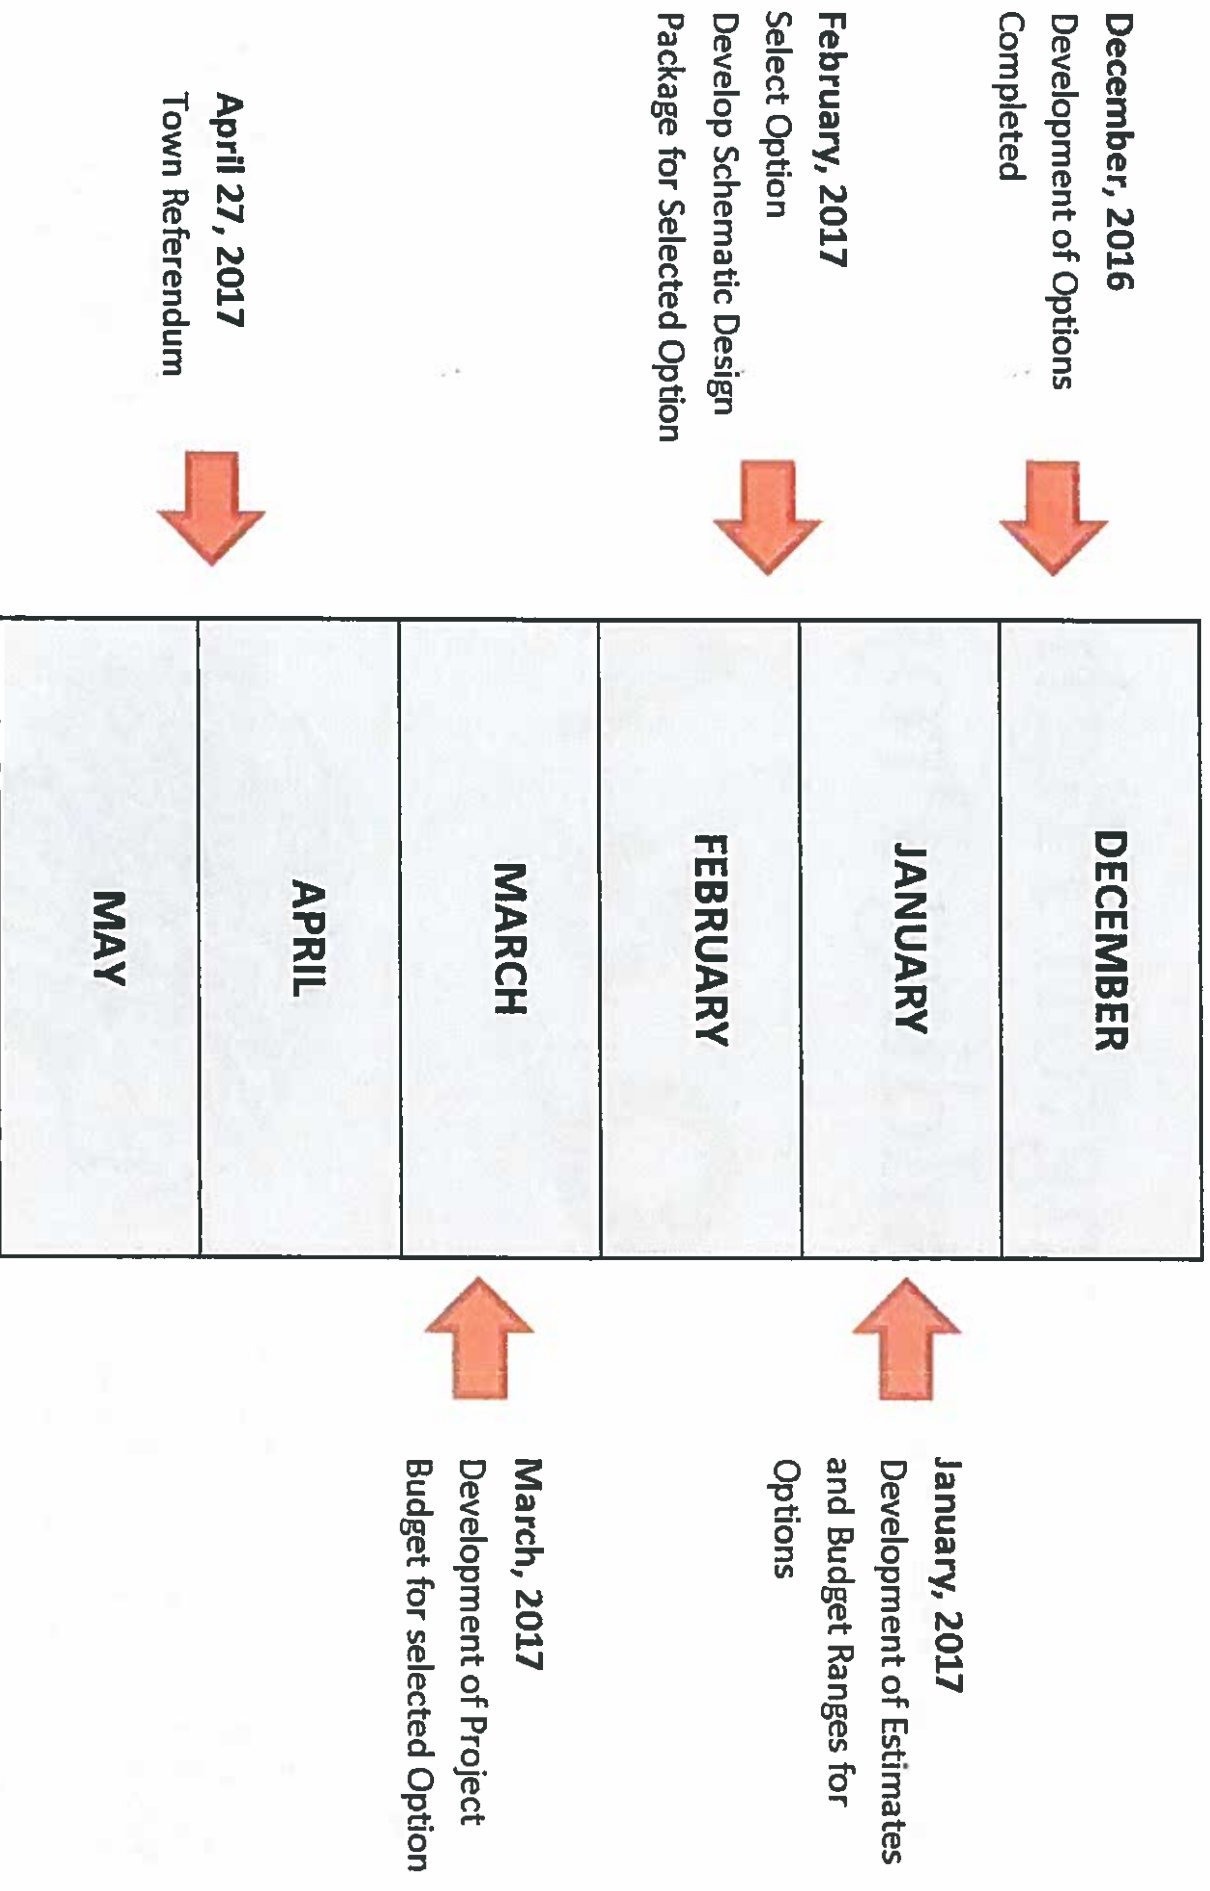 December, 2016
Development of Options
Completed
January, 2017
Development of Estimates
and Budget Ranges for
Options
February, 2017
Select Option
Develop Schematic Design
Package for Selected Option
March, 2017
Development of Project
Budget for selected Option
April 27, 2017
Town Referendum
DECEMBER
JANUARY
FEBRUARY
MARCH
APRIL
MAY